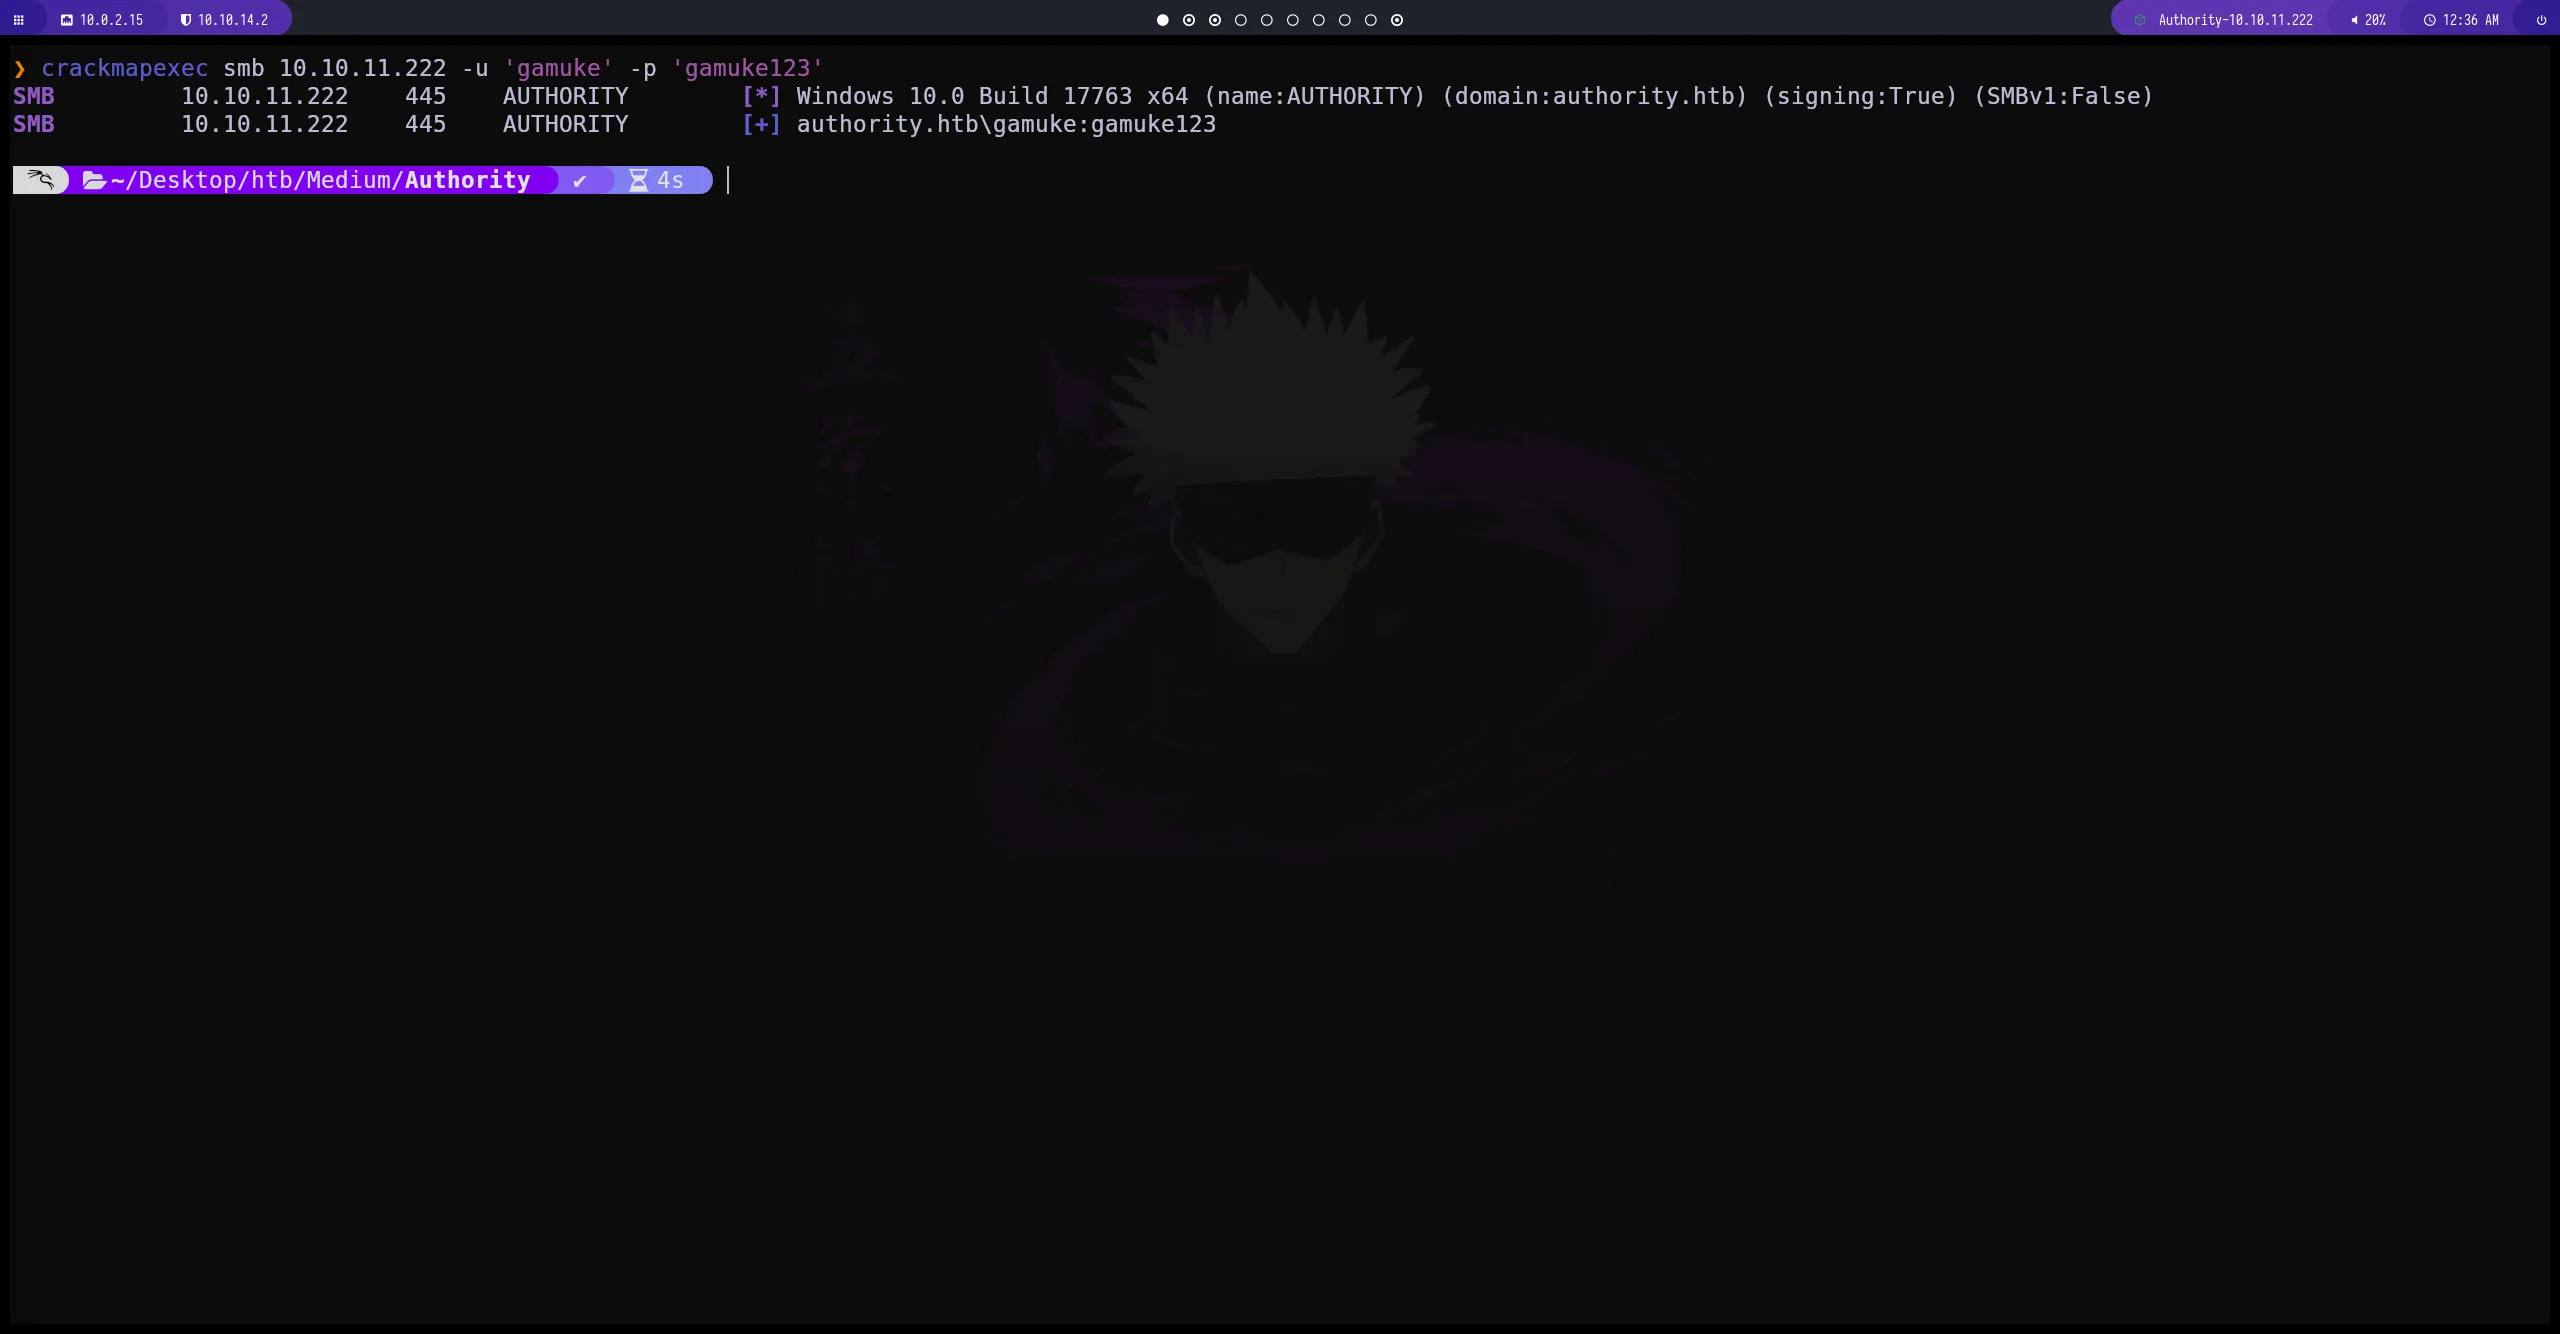 10.0.2.15 10.10.14.2 Authority-10.10.11.222 20% 12:36 AM
❯ crackmapexec smb 10.10.11.222 -u 'gamuke' -p 'gamuke123'
SMB 10.10.11.222 445 AUTHORITY [*] Windows 10.0 Build 17763 x64 (name:AUTHORITY) (domain:authority.htb) (signing:True) (SMBv1:False)
SMB 10.10.11.222 445 AUTHORITY [+] authority.htb\gamuke:gamuke123
~/Desktop/htb/Medium/Authority ✔ 4s
五条悟